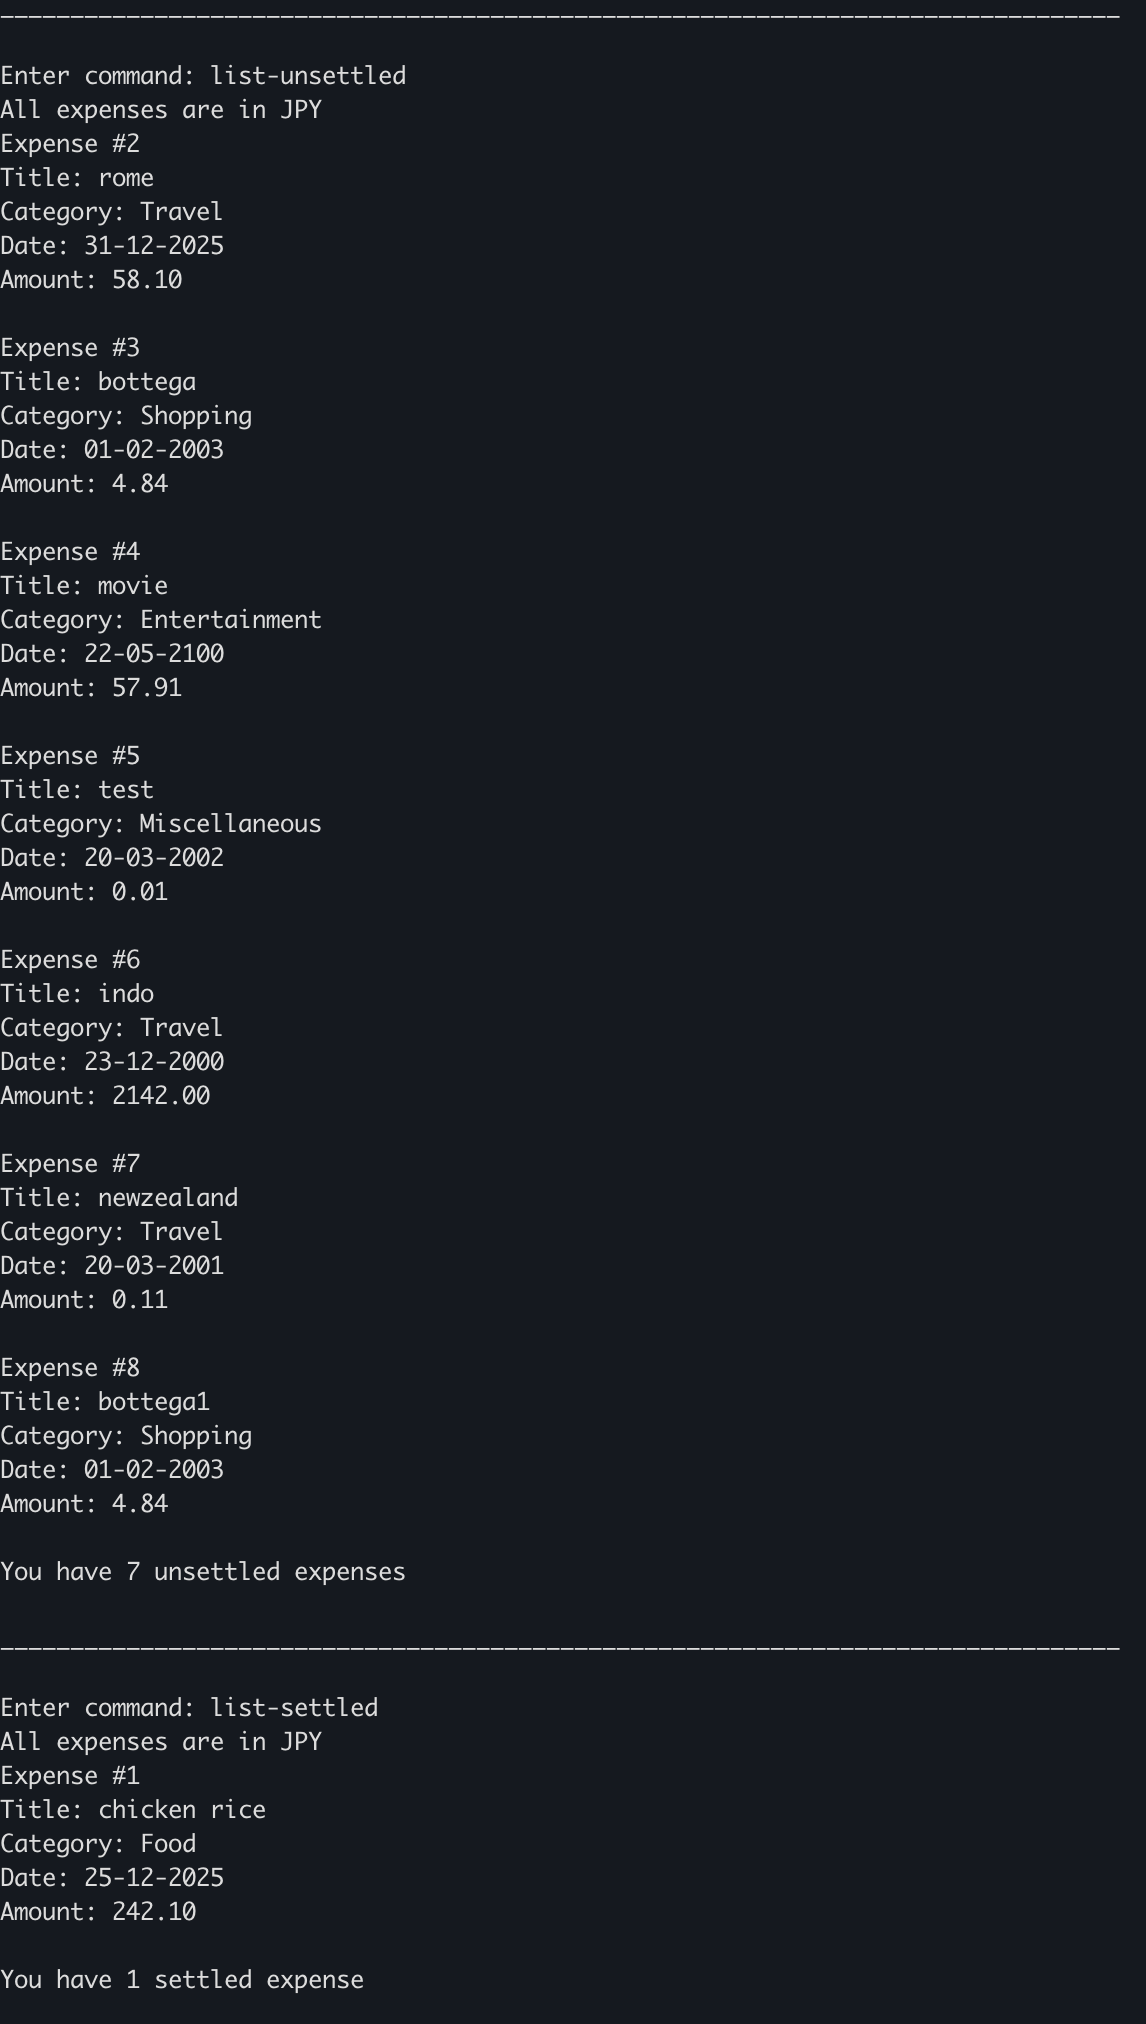 Enter command: list-unsettled
All expenses are in JPY
Expense #2
Title: rome
Category: Travel
Date: 31-12-2025
Amount: 58.10

Expense #3
Title: bottega
Category: Shopping
Date: 01-02-2003
Amount: 4.84

Expense #4
Title: movie
Category: Entertainment
Date: 22-05-2100
Amount: 57.91

Expense #5
Title: test
Category: Miscellaneous
Date: 20-03-2002
Amount: 0.01

Expense #6
Title: indo
Category: Travel
Date: 23-12-2000
Amount: 2142.00

Expense #7
Title: newzealand
Category: Travel
Date: 20-03-2001
Amount: 0.11

Expense #8
Title: bottega1
Category: Shopping
Date: 01-02-2003
Amount: 4.84

You have 7 unsettled expenses

Enter command: list-settled
All expenses are in JPY
Expense #1
Title: chicken rice
Category: Food
Date: 25-12-2025
Amount: 242.10

You have 1 settled expense